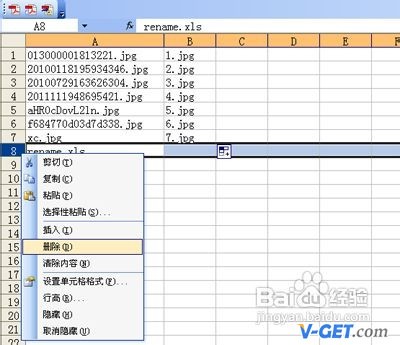 A8 fx rename.xls
A B C D E F
1 013000001813221.jpg 1.jpg
2 20100118195934346.jpg 2.jpg
3 20100729163626304.jpg 3.jpg
4 2011111948695421.jpg 4.jpg
5 aHR0cDovL2ln.jpg 5.jpg
6 f684770d03d7d338.jpg 6.jpg
7 xc.jpg 7.jpg
8 rename.xls
9 剪切(T)
10 复制(C)
11 粘贴(P)
12 选择性粘贴(S)...
13
14 插入(I)
15 删除(D)
16 清除内容(N)
17 设置单元格格式(F)...
18 行高(R)...
19 隐藏(H)
20 取消隐藏(U)
21
22
Baidu 百度 经验
jingyan.baidu.com
V-GET.com